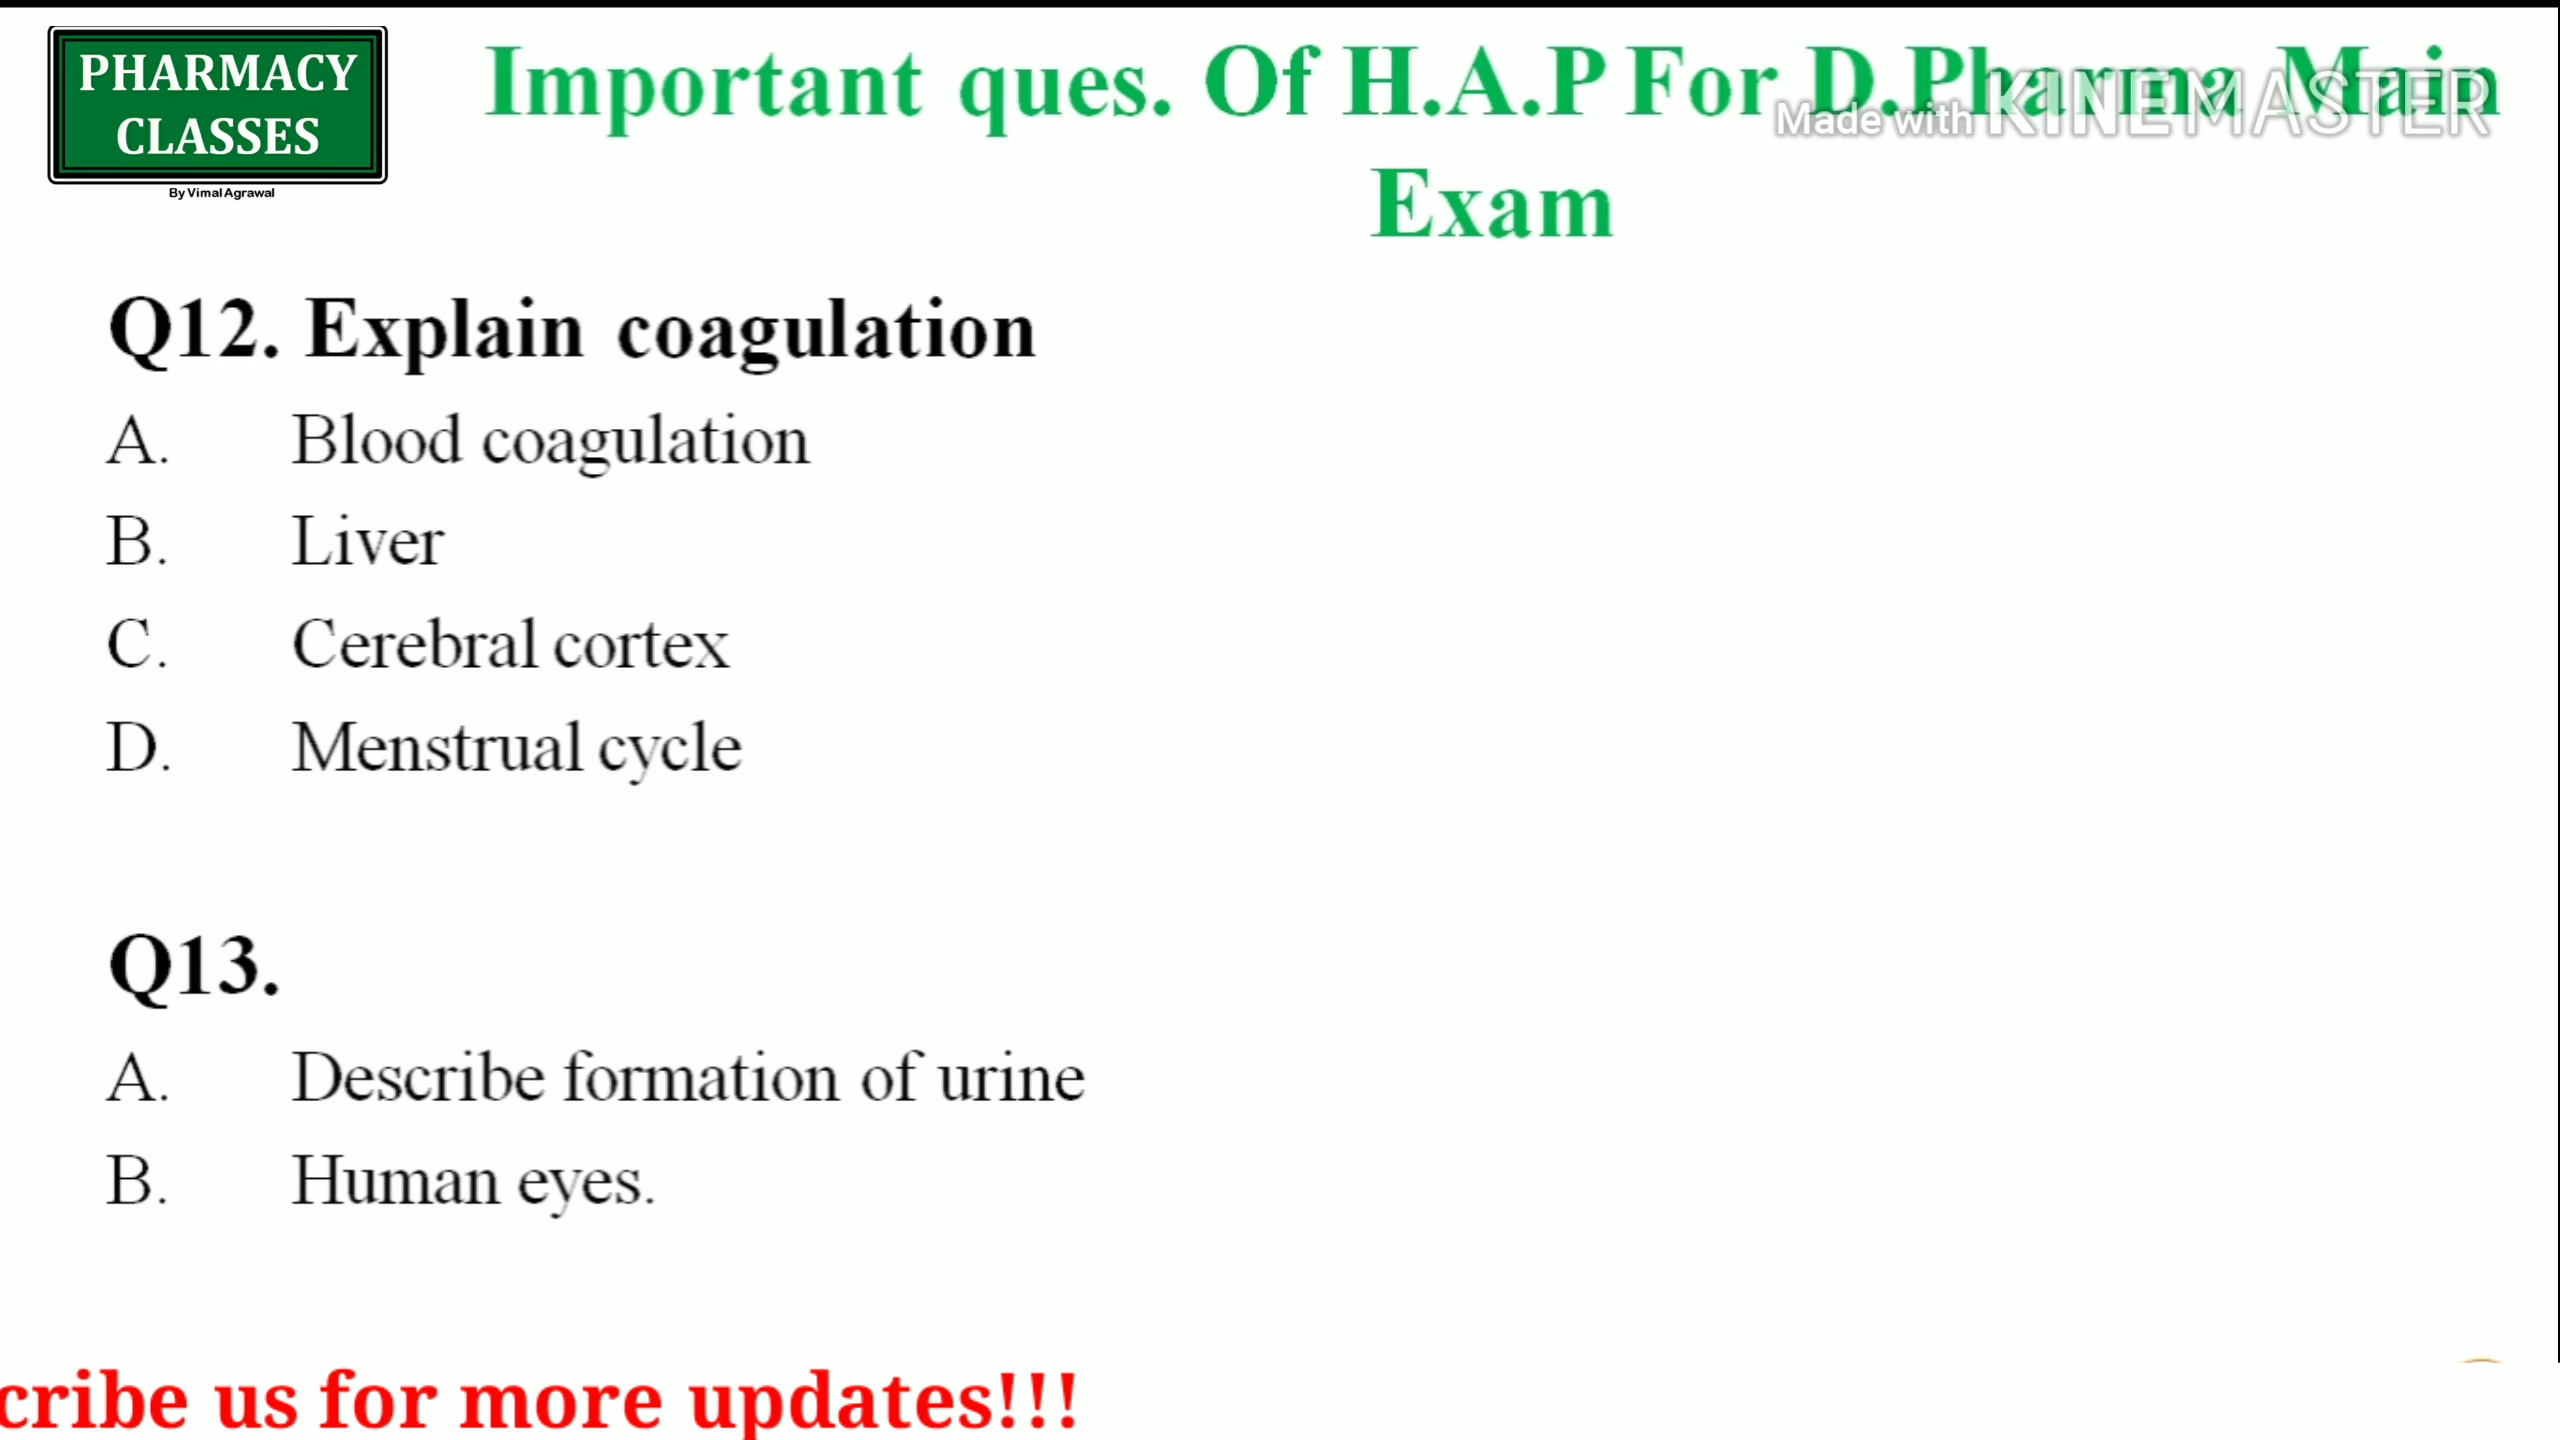 PHARMACY
CLASSES
By Vimal Agrawal
Important ques. Of H.A.P For D.Pharma Main
Exam
Made with KINEMASTER
Q12. Explain coagulation
A. Blood coagulation
B. Liver
C. Cerebral cortex
D. Menstrual cycle
Q13.
A. Describe formation of urine
B. Human eyes.
cribe us for more updates!!!